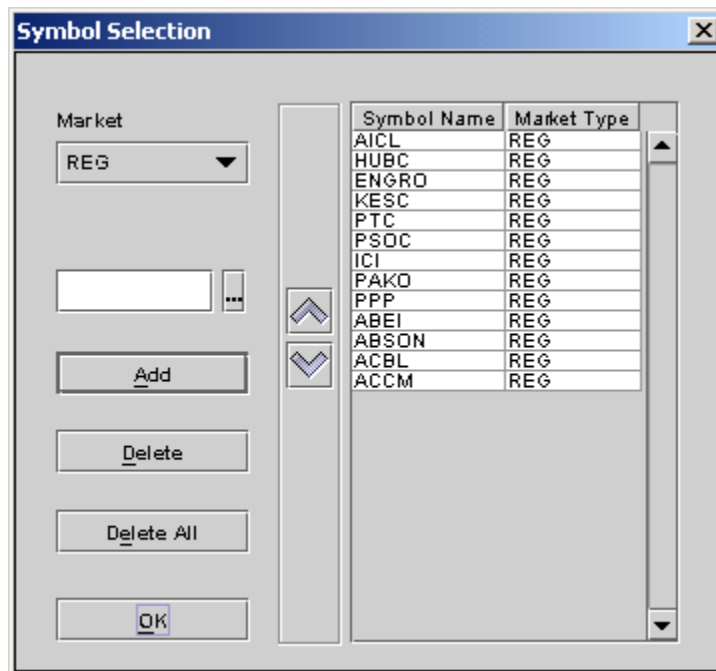 Symbol Selection
Market
REG
...
Add
Delete
Delete All
OK
Symbol Name Market Type
AICL REG
HUBC REG
ENGRO REG
KESC REG
PTC REG
PSOC REG
ICI REG
PAKO REG
PPP REG
ABEI REG
ABSON REG
ACBL REG
ACCM REG